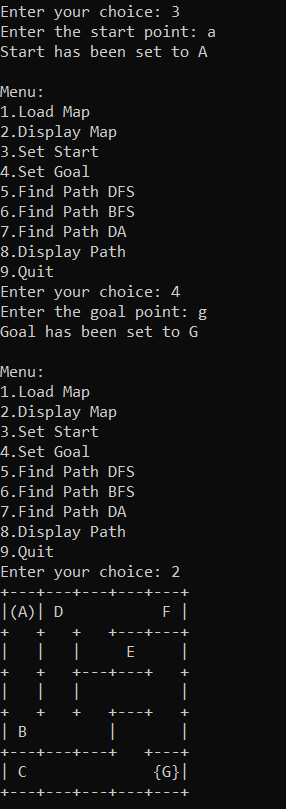 Enter your choice: 3
Enter the start point: a
Start has been set to A

Menu:
1.Load Map
2.Display Map
3.Set Start
4.Set Goal
5.Find Path DFS
6.Find Path BFS
7.Find Path DA
8.Display Path
9.Quit
Enter your choice: 4
Enter the goal point: g
Goal has been set to G

Menu:
1.Load Map
2.Display Map
3.Set Start
4.Set Goal
5.Find Path DFS
6.Find Path BFS
7.Find Path DA
8.Display Path
9.Quit
Enter your choice: 2
+---+---+---+---+---+
|(A)| D           F |
+   +   +   +---+---+
|   |   |     E     |
+   +   +---+---+   +
|   |   |           |
+   +   +   +---+   +
| B         |       |
+---+---+---+   +---+
| C             {G}|
+---+---+---+---+---+